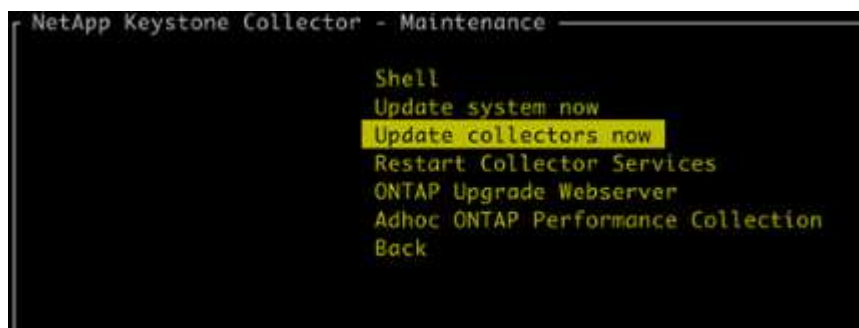 NetApp Keystone Collector - Maintenance
Shell
Update system now
Update collectors now
Restart Collector Services
ONTAP Upgrade Webserver
Adhoc ONTAP Performance Collection
Back